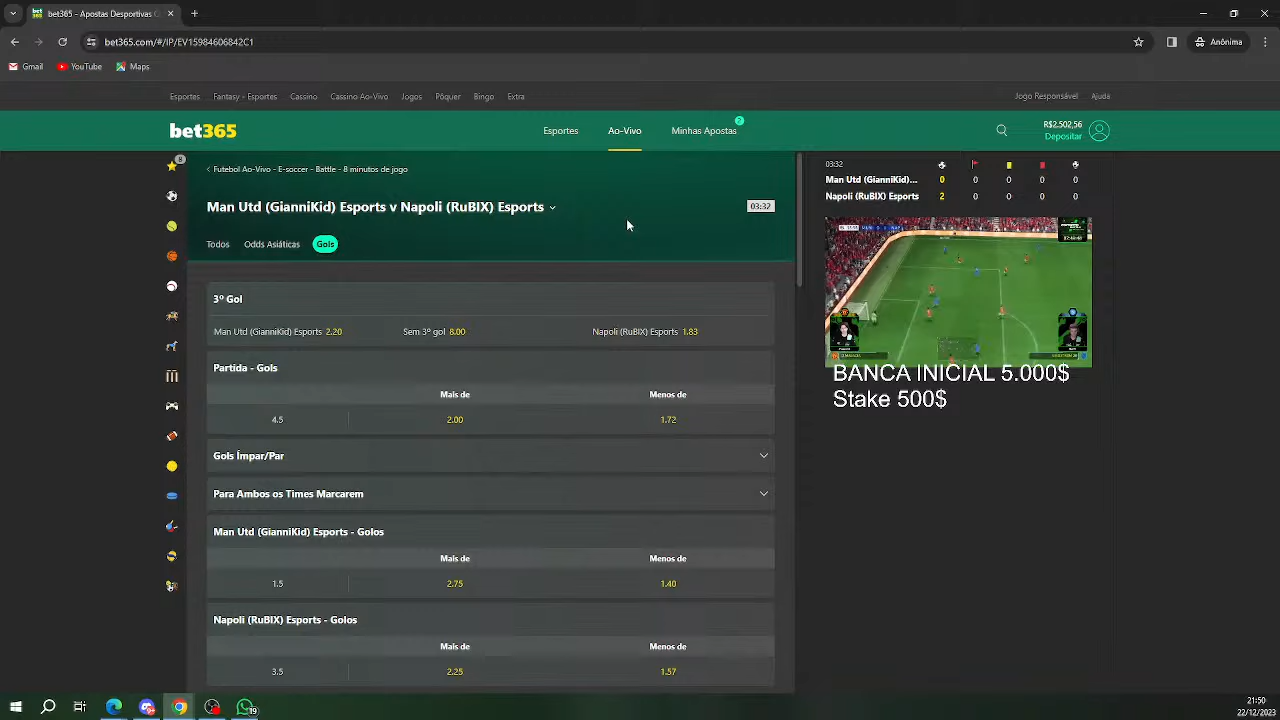 bet365 - Apostas Desportivas
bet365.com/#/IP/EV15984606842C1
Anônima
Gmail
YouTube
Maps
Esportes
Fantasy - Esportes
Cassino
Cassino Ao-Vivo
Jogos
Pôquer
Bingo
Extra
Jogo Responsável
Ajuda
bet365
Esportes
Ao-Vivo
Minhas Apostas
2
R$2.502,56
Depositar
8
Futebol Ao-Vivo - E-soccer - Battle - 8 minutos de jogo
Man Utd (GianniKid) Esports v Napoli (RuBIX) Esports
03:32
Todos
Odds Asiáticas
Gols
3º Gol
Man Utd (GianniKid) Esports 2.20
Sem 3º gol 8.00
Napoli (RuBIX) Esports 1.83
Partida - Gols
Mais de
Menos de
4.5
2.00
1.72
Gols Ímpar/Par
Para Ambos os Times Marcarem
Man Utd (GianniKid) Esports - Golos
Mais de
Menos de
1.5
2.75
1.40
Napoli (RuBIX) Esports - Golos
Mais de
Menos de
3.5
2.25
1.57
03:32
Man Utd (GianniKid)... 0 0 0 0 0
Napoli (RuBIX) Esports 2 0 0 0 0
BANCA INICIAL 5.000$
Stake 500$
19
21:50
22/12/2023